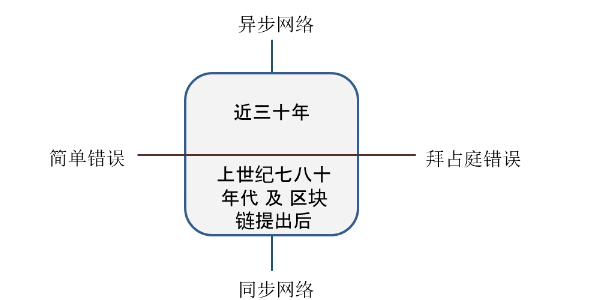 异步网络
近三十年
简单错误
拜占庭错误
上世纪七八十
年代 及 区块
链提出后
同步网络